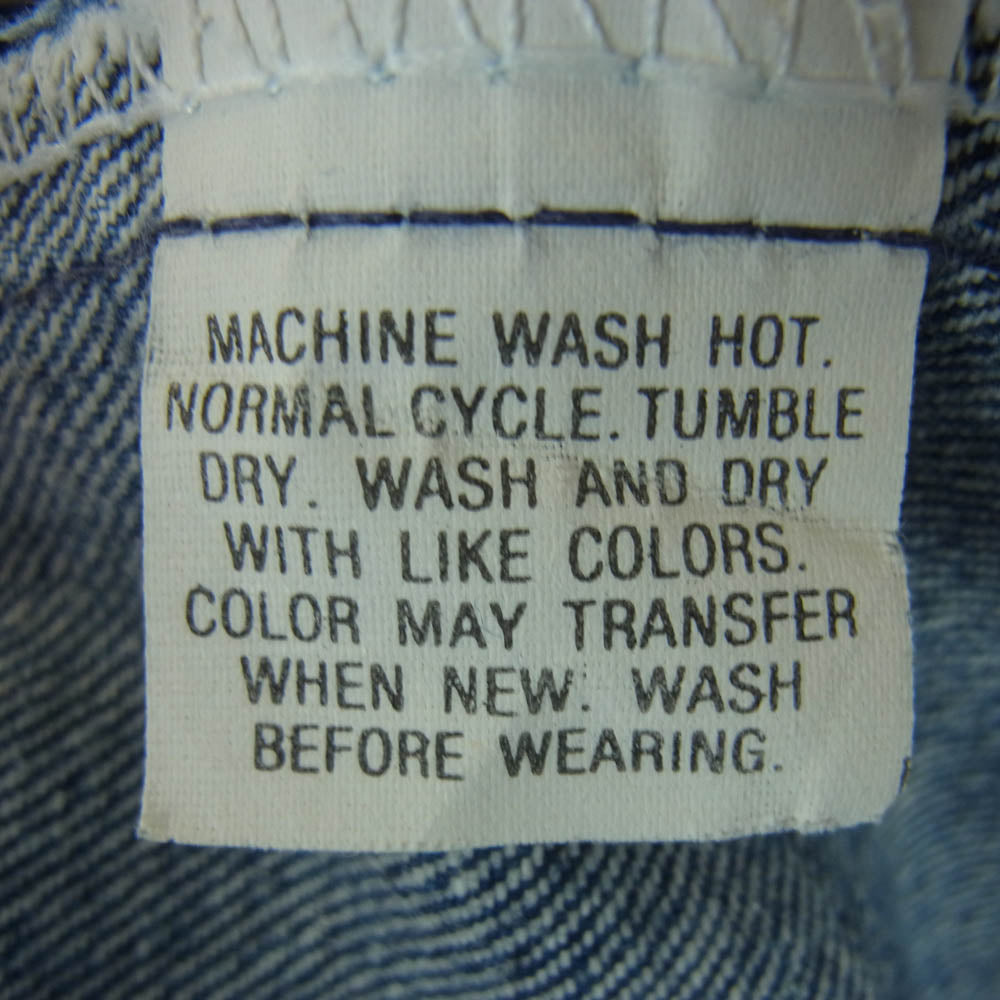 MACHINE WASH HOT.
NORMAL CYCLE. TUMBLE
DRY. WASH AND DRY
WITH LIKE COLORS.
COLOR MAY TRANSFER
WHEN NEW. WASH
BEFORE WEARING.